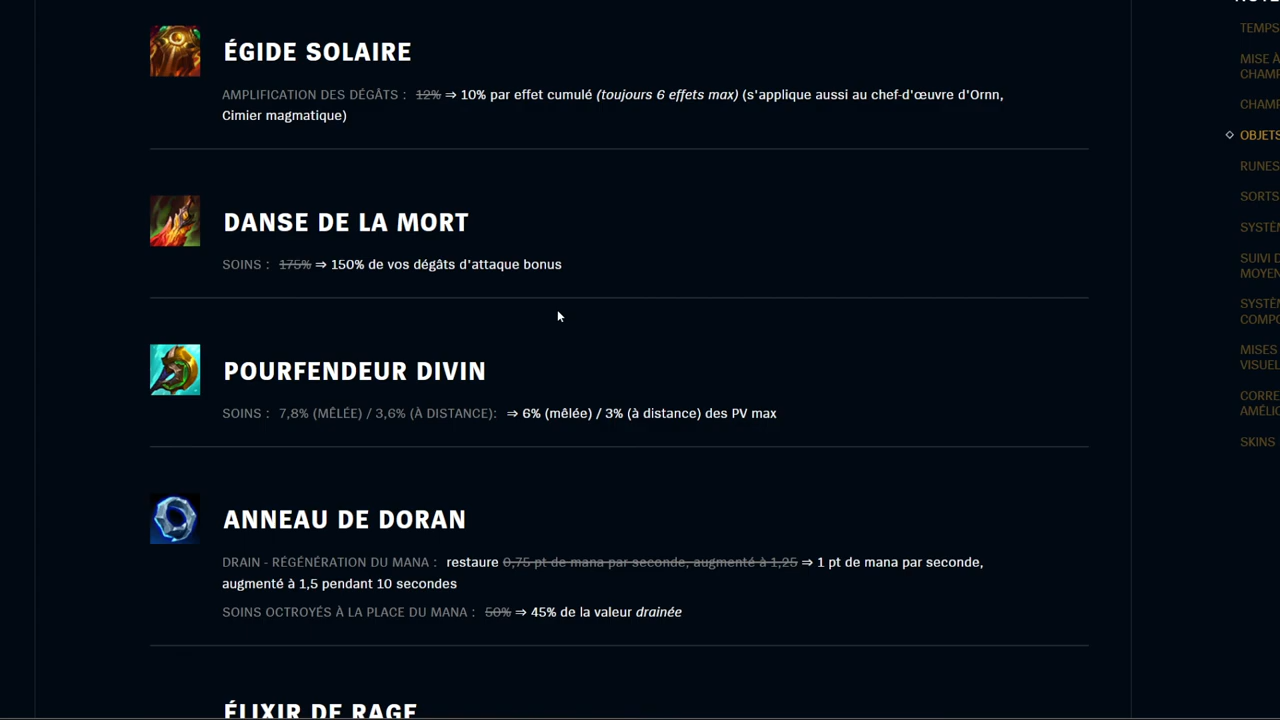 ÉGIDE SOLAIRE
AMPLIFICATION DES DÉGÂTS : 12% ⇒ 10% par effet cumulé (toujours 6 effets max) (s'applique aussi au chef-d'œuvre d'Ornn,
Cimier magmatique)
DANSE DE LA MORT
SOINS : 175% ⇒ 150% de vos dégâts d'attaque bonus
POURFENDEUR DIVIN
SOINS : 7,8% (MÊLÉE) / 3,6% (À DISTANCE): ⇒ 6% (mêlée) / 3% (à distance) des PV max
ANNEAU DE DORAN
DRAIN - RÉGÉNÉRATION DU MANA : restaure 0,75 pt de mana par seconde, augmenté à 1,25 ⇒ 1 pt de mana par seconde,
augmenté à 1,5 pendant 10 secondes
SOINS OCTROYÉS À LA PLACE DU MANA : 50% ⇒ 45% de la valeur drainée
ÉLIXIR DE RAGE
TEMPS
MISE À
CHAMP
CHAMP
OBJETS
RUNES
SORTS
SYSTÈM
SUIVI D
MOYEN
SYSTÈ
COMPO
MISES
VISUEL
CORRE
AMÉLIO
SKINS